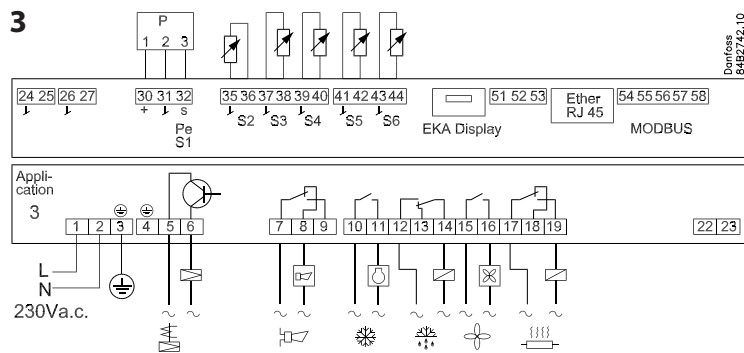 3
P
1 2 3
Danfoss
84B2742.10
24 25 26 27 30 31 32 35 36 37 38 39 40 41 42 43 44 51 52 53 54 55 56 57 58
+ s
Pe
S1
S2 S3 S4 S5 S6
EKA Display
Ether
RJ 45
MODBUS
Appli-
cation
3
1 2 3 4 5 6 7 8 9 10 11 12 13 14 15 16 17 18 19 22 23
L
N
230Va.c.